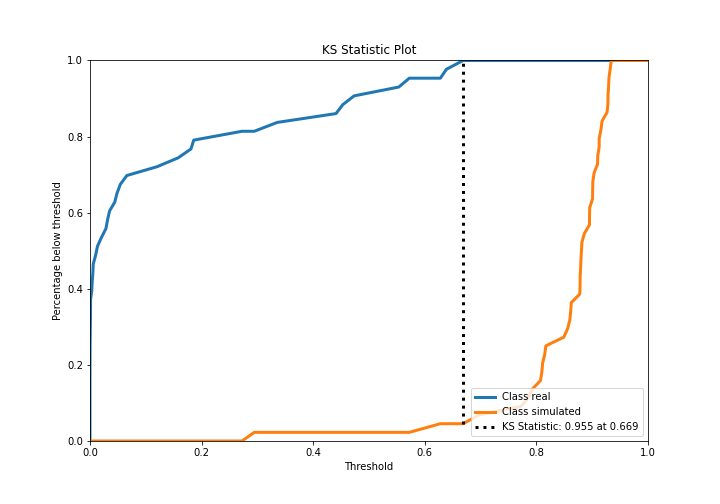 KS Statistic Plot
Percentage below threshold
1.0
0.8
0.6
0.4
0.2
0.0
Class real
Class simulated
KS Statistic: 0.955 at 0.669
0.0 0.2 0.4 0.6 0.8 1.0
Threshold